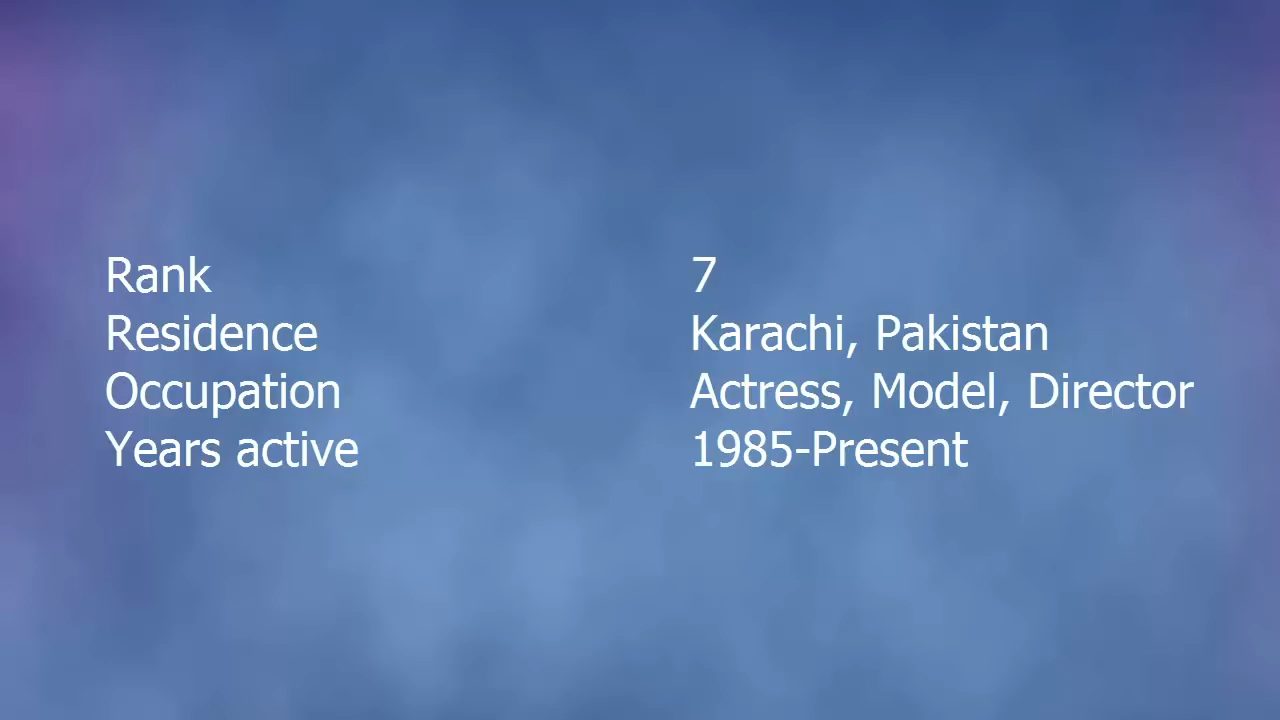 Rank 7
Residence Karachi, Pakistan
Occupation Actress, Model, Director
Years active 1985-Present